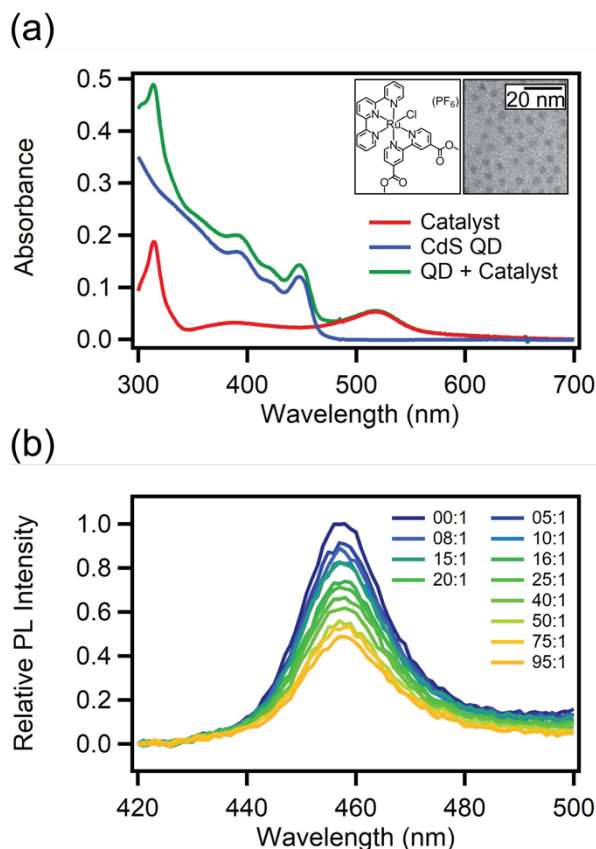 (a)
0.5
0.4
0.3
0.2
0.1
0.0
Absorbance
N
N
N
N
N
Ru
Cl
(PF6)
O
O
O
O
20 nm
Catalyst
CdS QD
QD + Catalyst
300 400 500 600 700
Wavelength (nm)
(b)
1.0
0.8
0.6
0.4
0.2
0.0
Relative PL Intensity
00:1 05:1
08:1 10:1
15:1 16:1
20:1 25:1
40:1
50:1
75:1
95:1
420 440 460 480 500
Wavelength (nm)